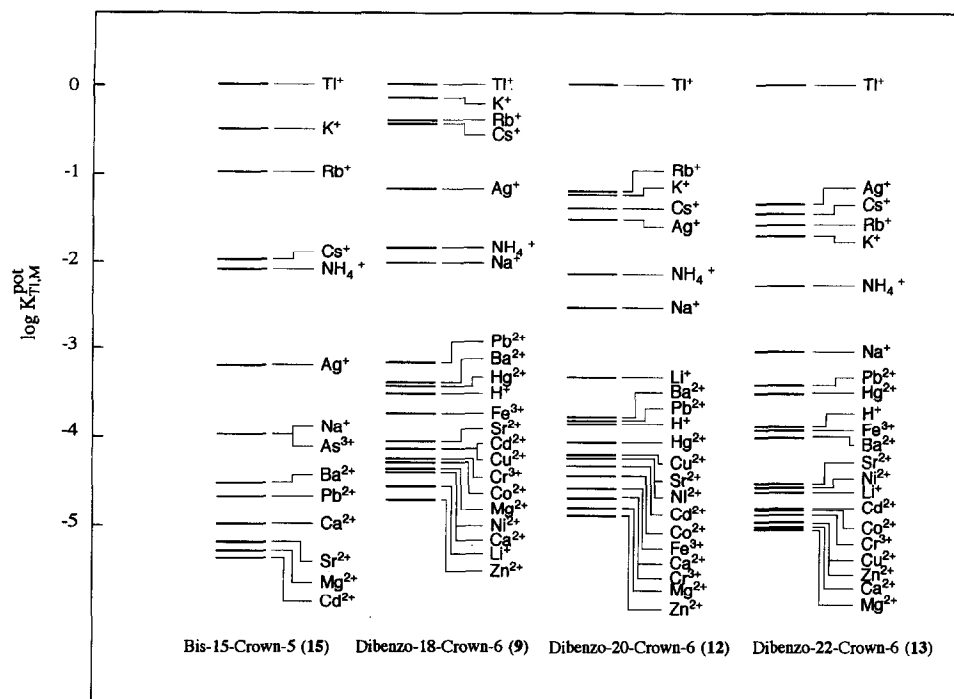 log K^pot_Tl,M
0
-1
-2
-3
-4
-5
Tl⁺
K⁺
Rb⁺
Cs⁺
NH₄⁺
Ag⁺
Na⁺
As³⁺
Ba²⁺
Pb²⁺
Ca²⁺
Sr²⁺
Mg²⁺
Cd²⁺
Bis-15-Crown-5 (15)
Tl⁺
K⁺
Rb⁺
Cs⁺
Ag⁺
NH₄⁺
Na⁺
Pb²⁺
Ba²⁺
Hg²⁺
H⁺
Fe³⁺
Sr²⁺
Cd²⁺
Cu²⁺
Cr³⁺
Co²⁺
Mg²⁺
Ni²⁺
Ca²⁺
Li⁺
Zn²⁺
Dibenzo-18-Crown-6 (9)
Tl⁺
Rb⁺
K⁺
Cs⁺
Ag⁺
NH₄⁺
Na⁺
Li⁺
Ba²⁺
Pb²⁺
H⁺
Hg²⁺
Cu²⁺
Sr²⁺
NI²⁺
Cd²⁺
Co²⁺
Fe³⁺
Ca²⁺
Cr³⁺
Mg²⁺
Zn²⁺
Dibenzo-20-Crown-6 (12)
Tl⁺
Ag⁺
Cs⁺
Rb⁺
K⁺
NH₄⁺
Na⁺
Pb²⁺
Hg²⁺
H⁺
Fe³⁺
Ba²⁺
Sr²⁺
Ni²⁺
Li⁺
Cd²⁺
Co²⁺
Cr³⁺
Cu²⁺
Zn²⁺
Ca²⁺
Mg²⁺
Dibenzo-22-Crown-6 (13)